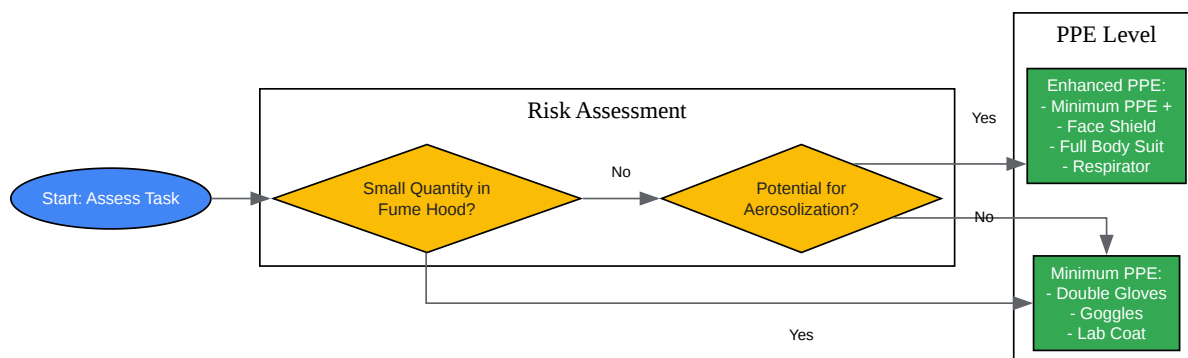 PPE Level
Enhanced PPE:
- Minimum PPE +
- Face Shield
- Full Body Suit
- Respirator
Risk Assessment
Yes
Start: Assess Task
Small Quantity in
Fume Hood?
No
Potential for
Aerosolization?
No
Minimum PPE:
- Double Gloves
- Goggles
- Lab Coat
Yes